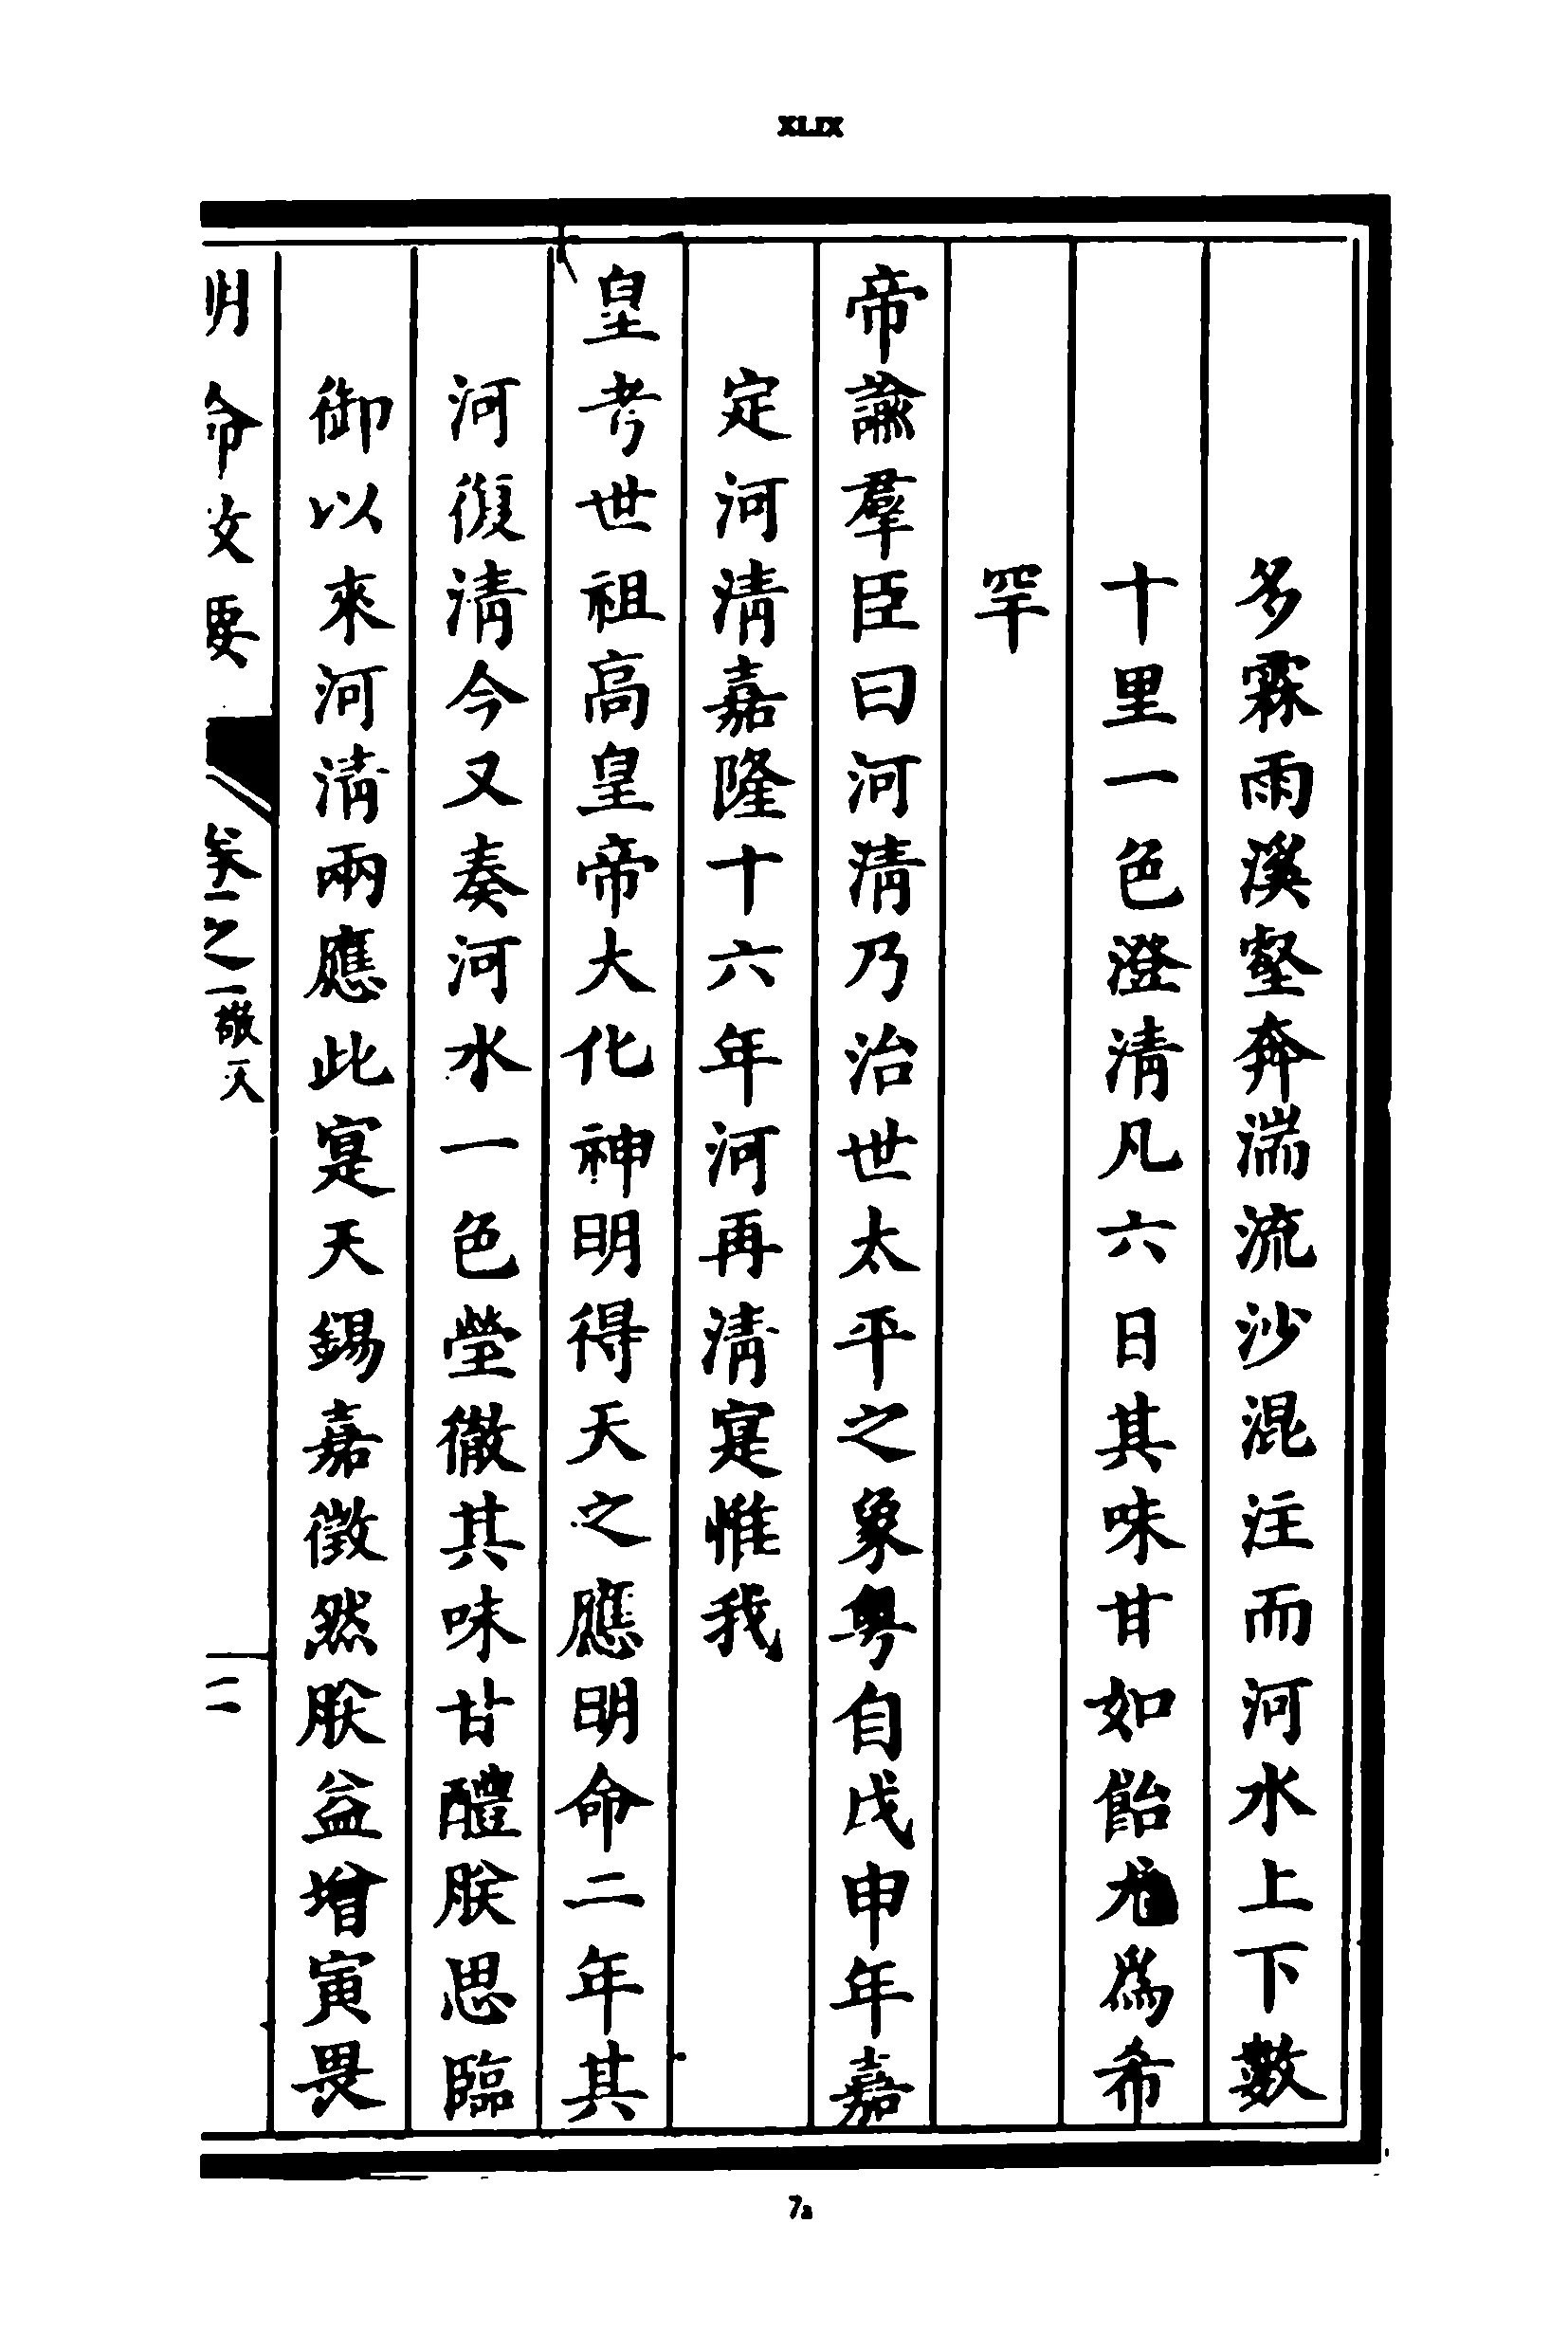 XLIX
多霖雨溪壑奔湍流沙混注而河水上下數
十里一色澄清凡六日其味甘如飴尤爲希
罕
帝諭羣臣曰河清乃治世太平之象粤自戊申年嘉
定河清嘉隆十六年河再清寔惟我
皇考世祖高皇帝大化神明得天之應明命二年其
河復清今又奏河水一色瑩徹其味甘醴朕思臨
御以來河清兩應此寔天錫嘉徵然朕益增寅畏
明命政要 卷之一敬天
7a